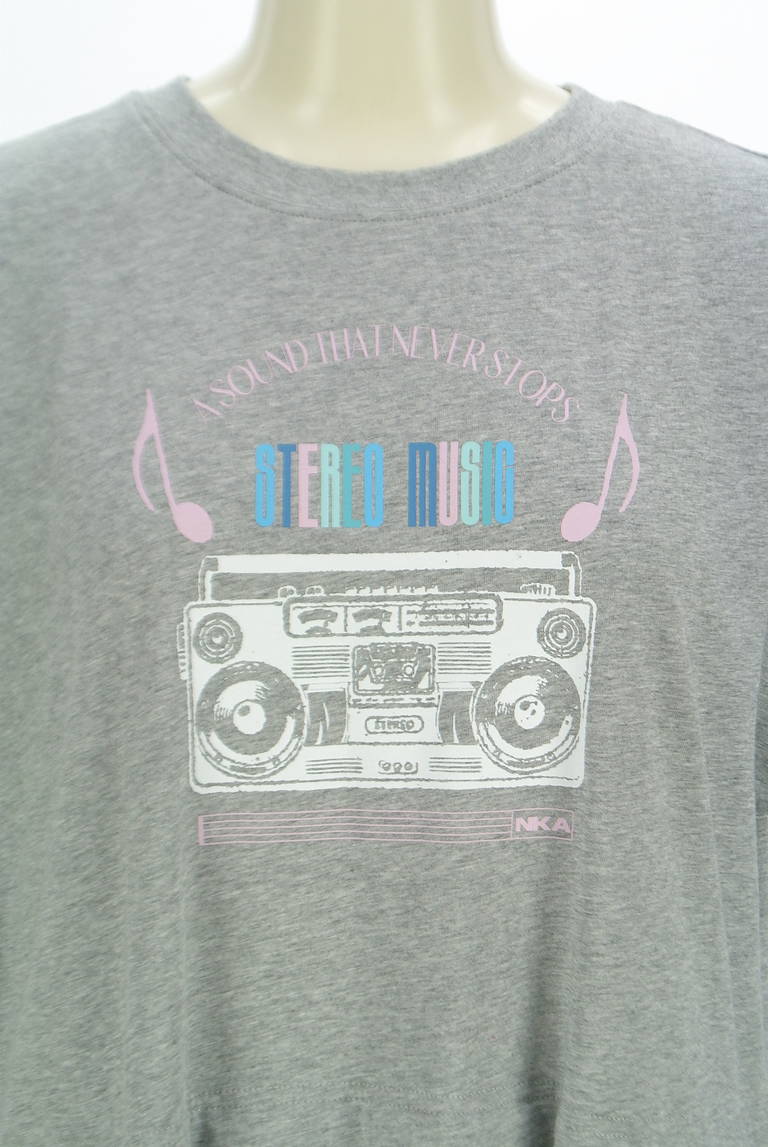 A SOUND THAT NEVER STOPS
STEREO MUSIC
STEREO
NKA